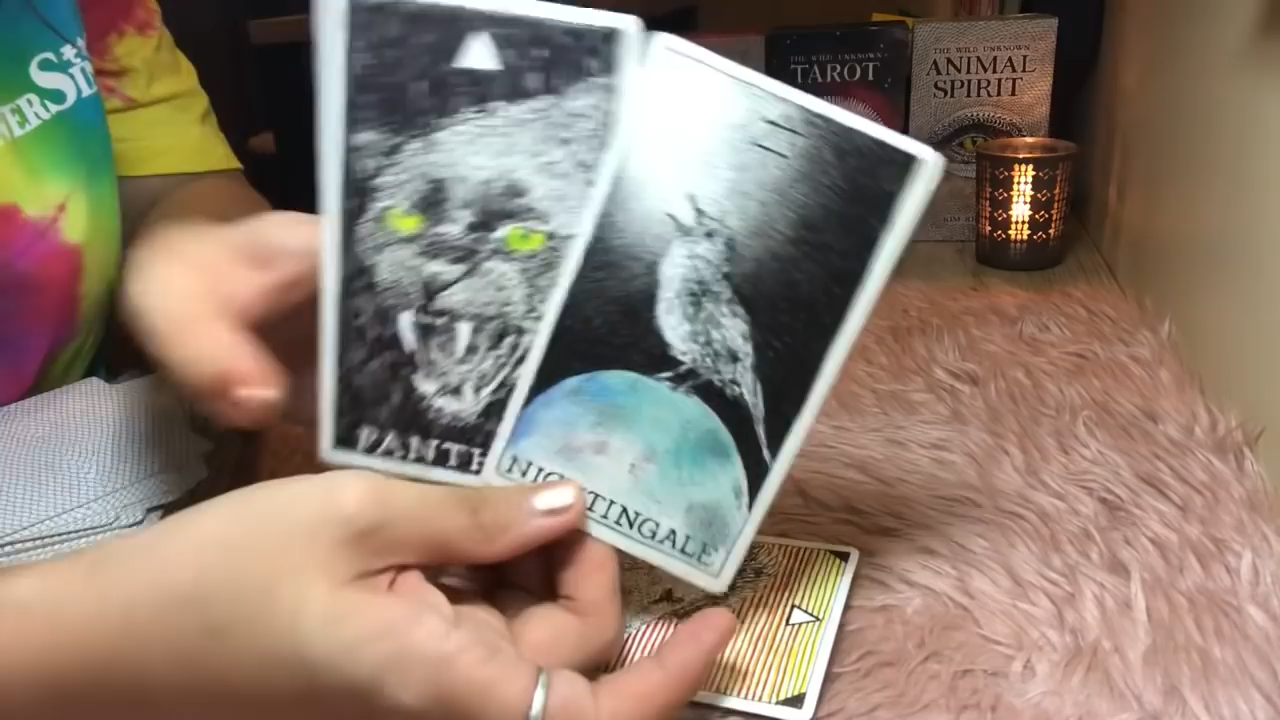 THE WILD UNKNOWN
TAROT
THE WILD UNKNOWN
ANIMAL
SPIRIT
PANTH
NIGHTINGALE